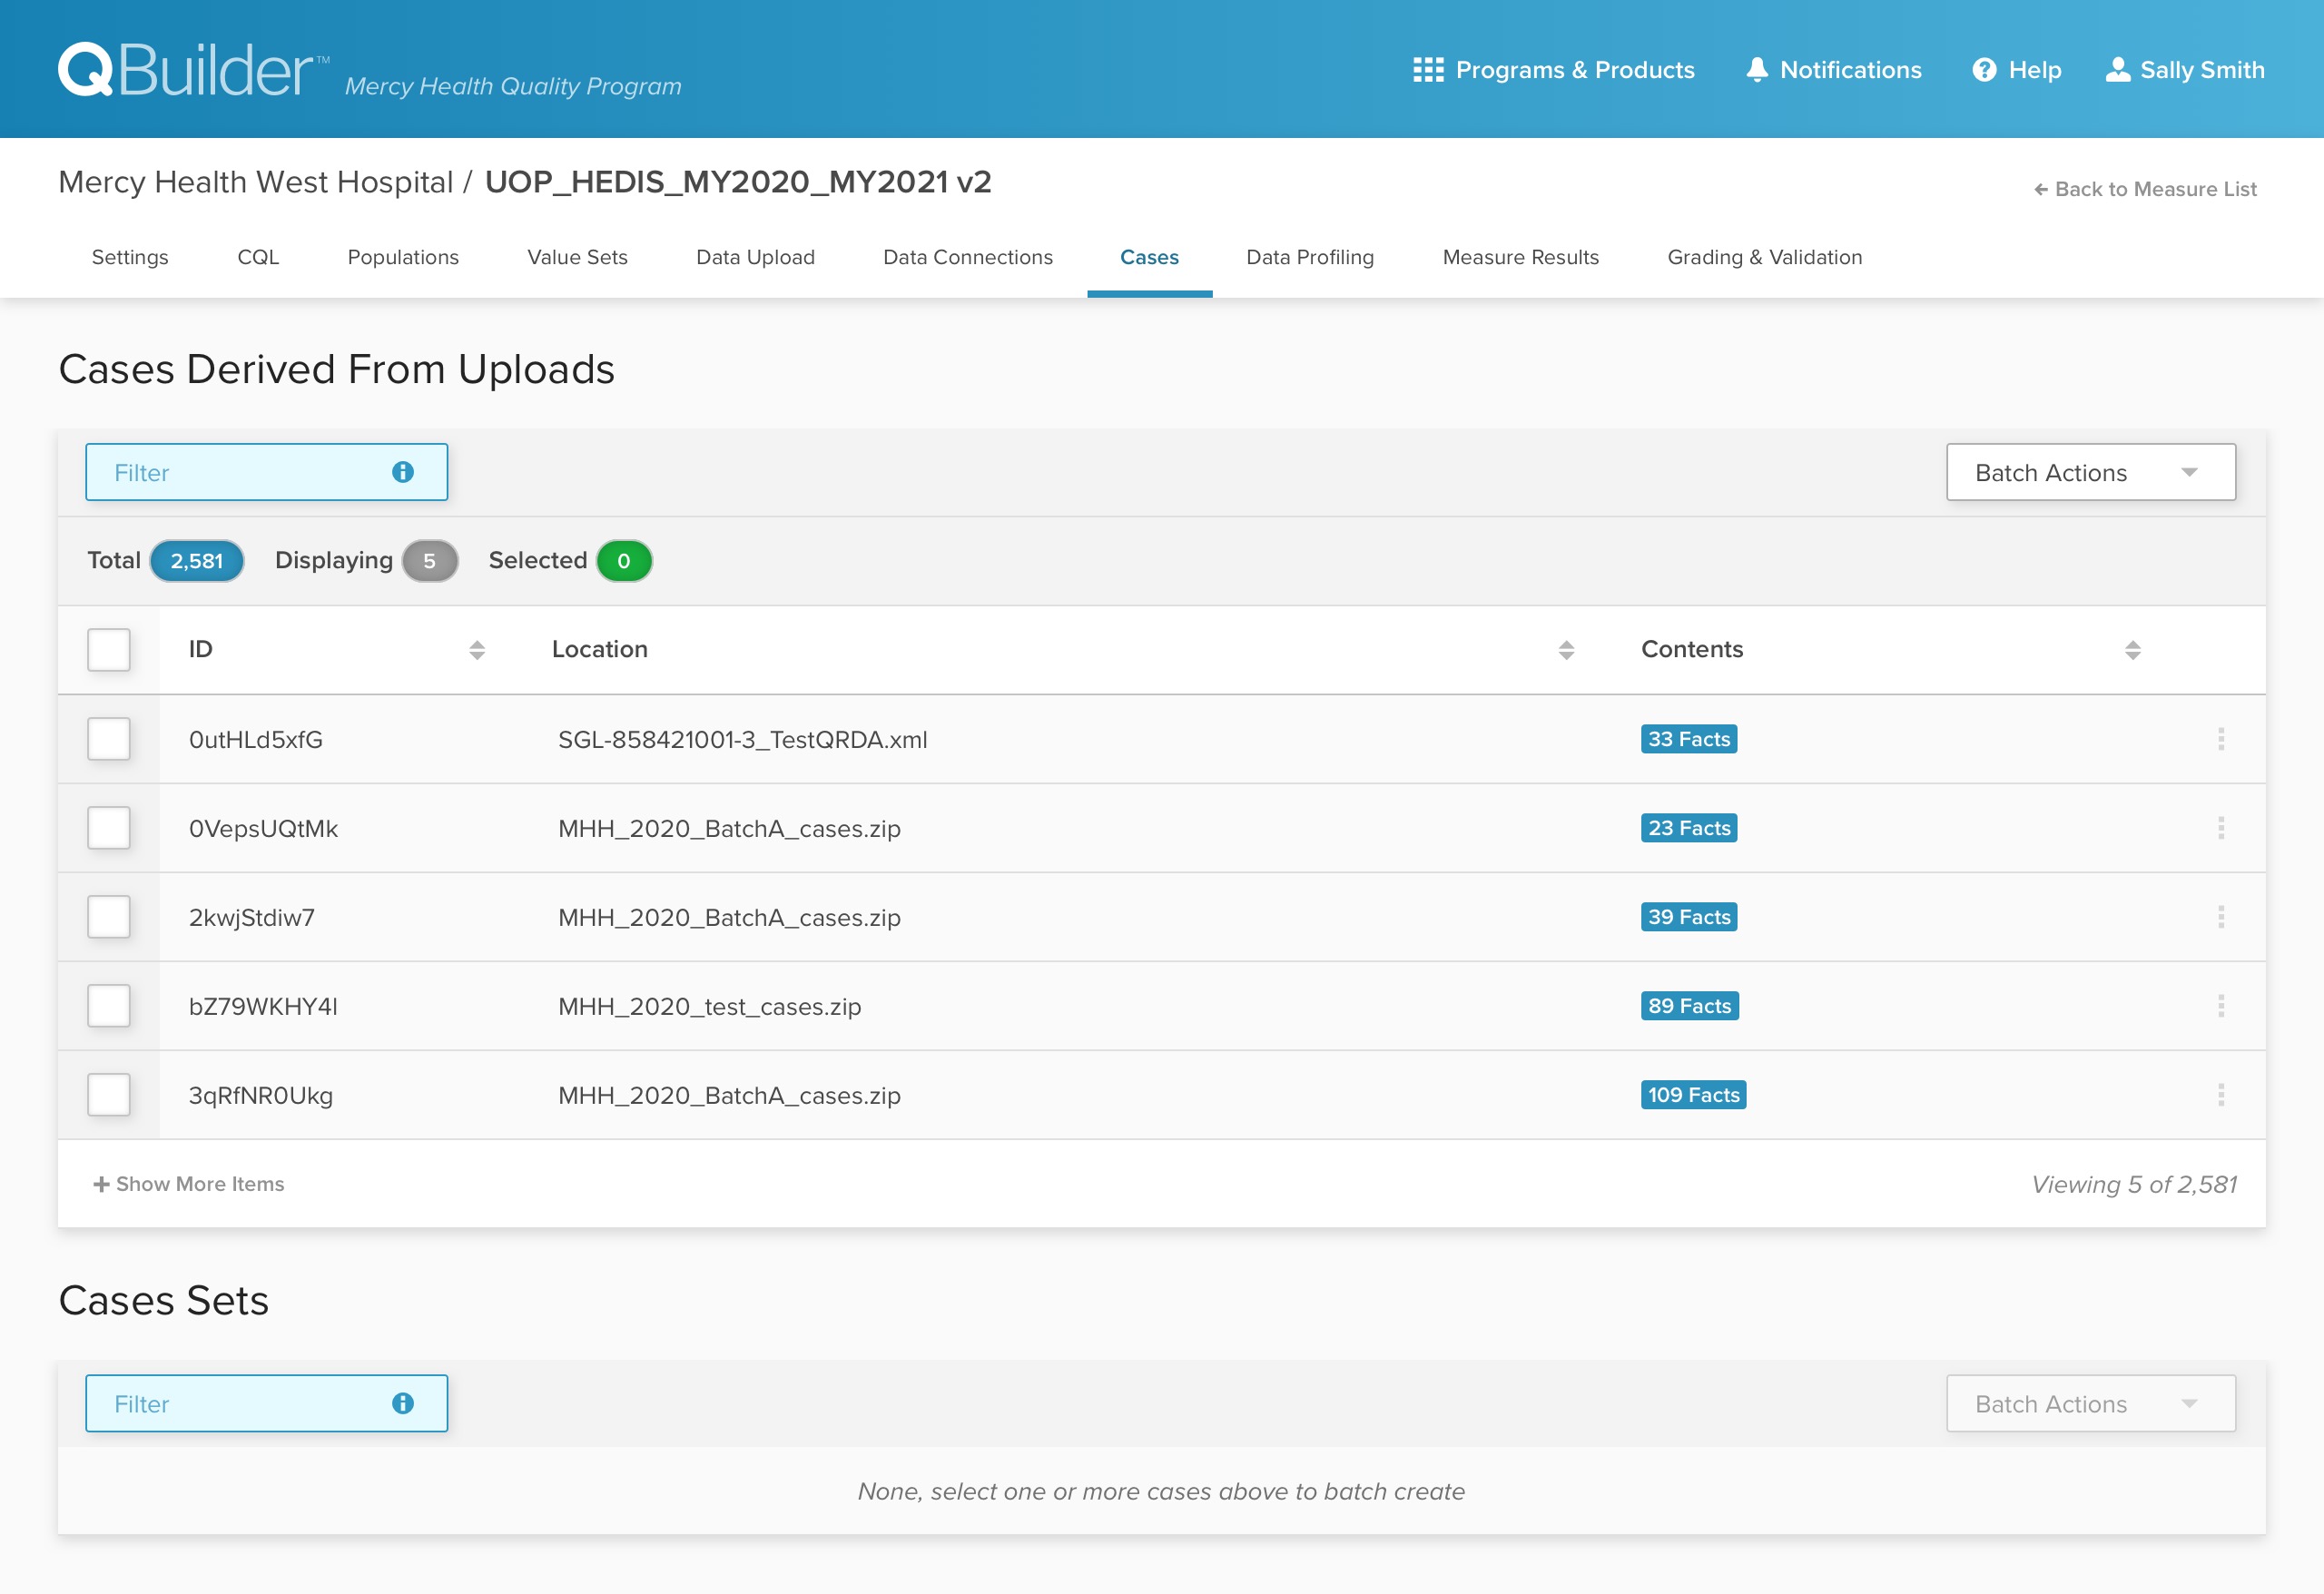 QBuilder™ Mercy Health Quality Program
Programs & Products Notifications Help Sally Smith
Mercy Health West Hospital / UOP_HEDIS_MY2020_MY2021 v2
Back to Measure List
Settings CQL Populations Value Sets Data Upload Data Connections Cases Data Profiling Measure Results Grading & Validation
Cases Derived From Uploads
Filter Batch Actions
Total 2,581 Displaying 5 Selected 0
ID Location Contents
0utHLd5xfG SGL-858421001-3_TestQRDA.xml 33 Facts
0VepsUQtMk MHH_2020_BatchA_cases.zip 23 Facts
2kwjStdiw7 MHH_2020_BatchA_cases.zip 39 Facts
bZ79WKHY4I MHH_2020_test_cases.zip 89 Facts
3qRfNR0Ukg MHH_2020_BatchA_cases.zip 109 Facts
Show More Items Viewing 5 of 2,581
Cases Sets
Filter Batch Actions
None, select one or more cases above to batch create